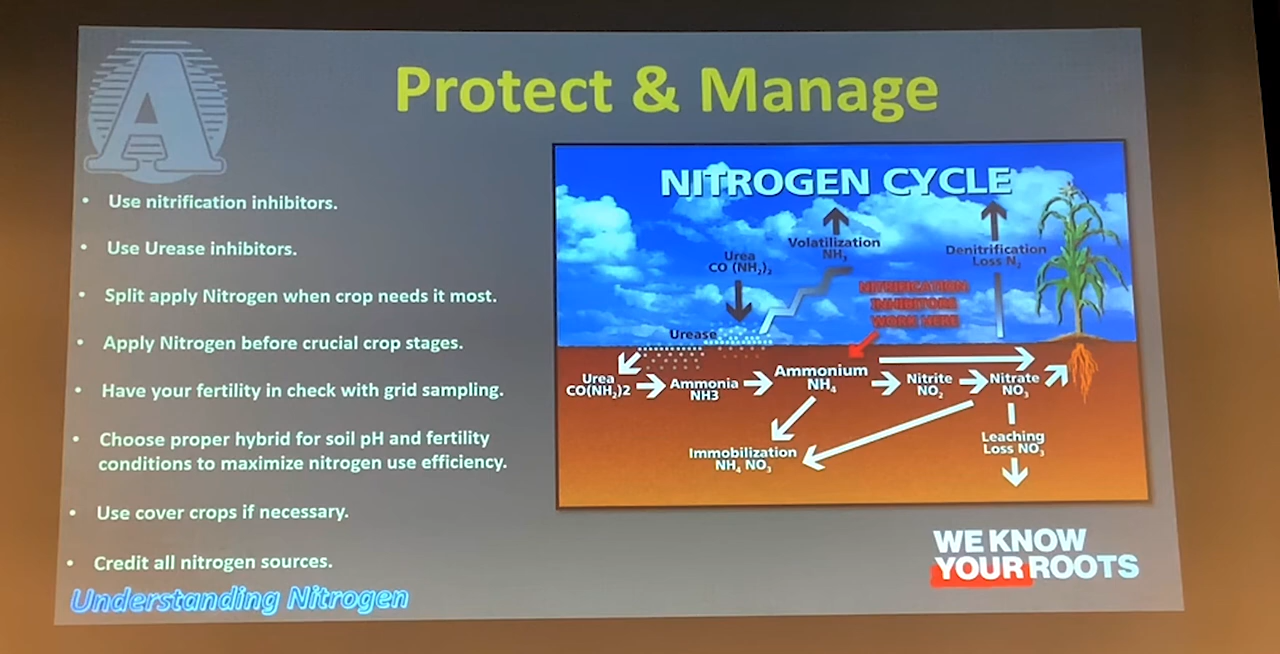 A
Protect & Manage
• Use nitrification inhibitors.
• Use Urease inhibitors.
• Split apply Nitrogen when crop needs it most.
• Apply Nitrogen before crucial crop stages.
• Have your fertility in check with grid sampling.
• Choose proper hybrid for soil pH and fertility
conditions to maximize nitrogen use efficiency.
• Use cover crops if necessary.
• Credit all nitrogen sources.
Understanding Nitrogen
NITROGEN CYCLE
Volatilization
NH₃
Urea
CO (NH₂)₂
Denitrification
Loss N₂
NITRIFICATION
INHIBITORS
WORK HERE
Urease
Urea
CO(NH₂)2
Ammonia
NH3
Ammonium
NH₄
Nitrite
NO₂
Nitrate
NO₃
Immobilization
NH₄ NO₃
Leaching
Loss NO₃
WE KNOW
YOUR ROOTS